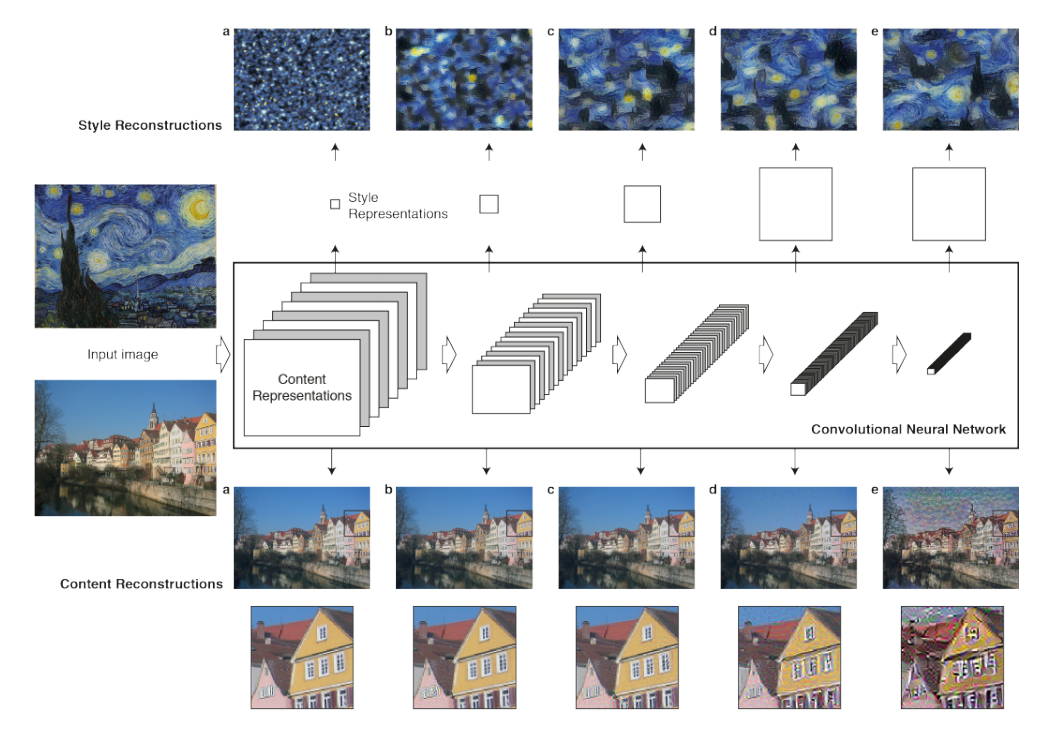 a
b
c
d
e
Style Reconstructions
Style
Representations
Input image
Content
Representations
Convolutional Neural Network
a
b
c
d
e
Content Reconstructions